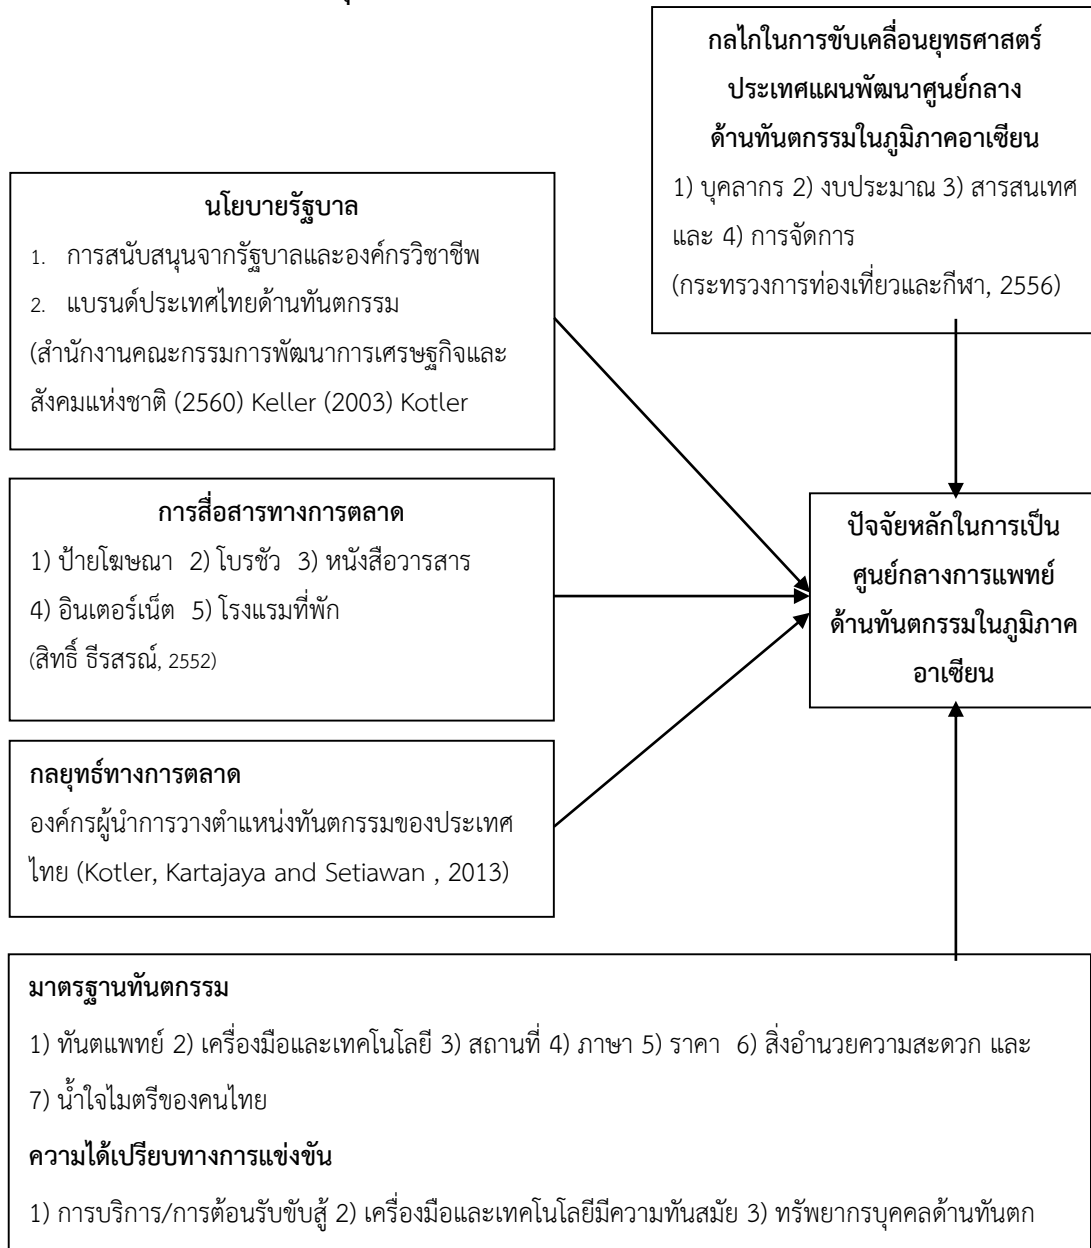 กลไกในการขับเคลื่อนยุทธศาสตร์
ประเทศแผนพัฒนาศูนย์กลาง
ด้านทันตกรรมในภูมิภาคอาเซียน
1) บุคลากร 2) งบประมาณ 3) สารสนเทศ
และ 4) การจัดการ
(กระทรวงการท่องเที่ยวและกีฬา, 2556)
นโยบายรัฐบาล
1. การสนับสนุนจากรัฐบาลและองค์กรวิชาชีพ
2. แบรนด์ประเทศไทยด้านทันตกรรม
(สำนักงานคณะกรรมการพัฒนาการเศรษฐกิจและ
สังคมแห่งชาติ (2560) Keller (2003) Kotler
การสื่อสารทางการตลาด
1) ป้ายโฆษณา 2) โบรชัว 3) หนังสือวารสาร
4) อินเตอร์เน็ต 5) โรงแรมที่พัก
(สิทธิ์ ธีรสรณ์, 2552)
ปัจจัยหลักในการเป็น
ศูนย์กลางการแพทย์
ด้านทันตกรรมในภูมิภาค
อาเซียน
กลยุทธ์ทางการตลาด
องค์กรผู้นำการวางตำแหน่งทันตกรรมของประเทศ
ไทย (Kotler, Kartajaya and Setiawan , 2013)
มาตรฐานทันตกรรม
1) ทันตแพทย์ 2) เครื่องมือและเทคโนโลยี 3) สถานที่ 4) ภาษา 5) ราคา 6) สิ่งอำนวยความสะดวก และ
7) น้ำใจไมตรีของคนไทย
ความได้เปรียบทางการแข่งขัน
1) การบริการ/การต้อนรับขับสู้ 2) เครื่องมือและเทคโนโลยีมีความทันสมัย 3) ทรัพยากรบุคคลด้านทันตก